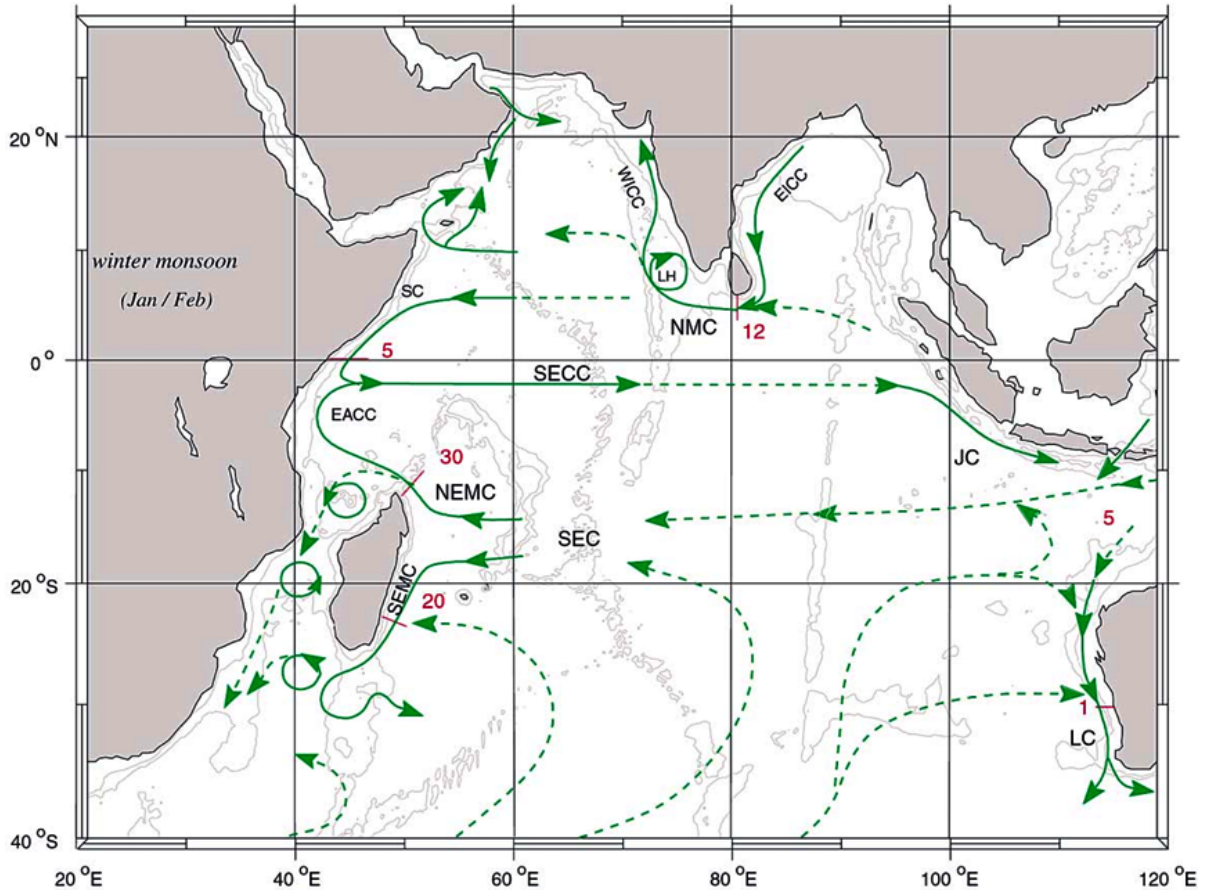 20 °N
WICC
EICC
winter monsoon
(Jan / Feb)
LH
SC
NMC
12
5
0°
SECC
EACC
30
JC
NEMC
5
SEC
20 °S
SEMC
20
1
LC
40 °S
20 °E
40 °E
60 °E
80 °E
100 °E
120 °E